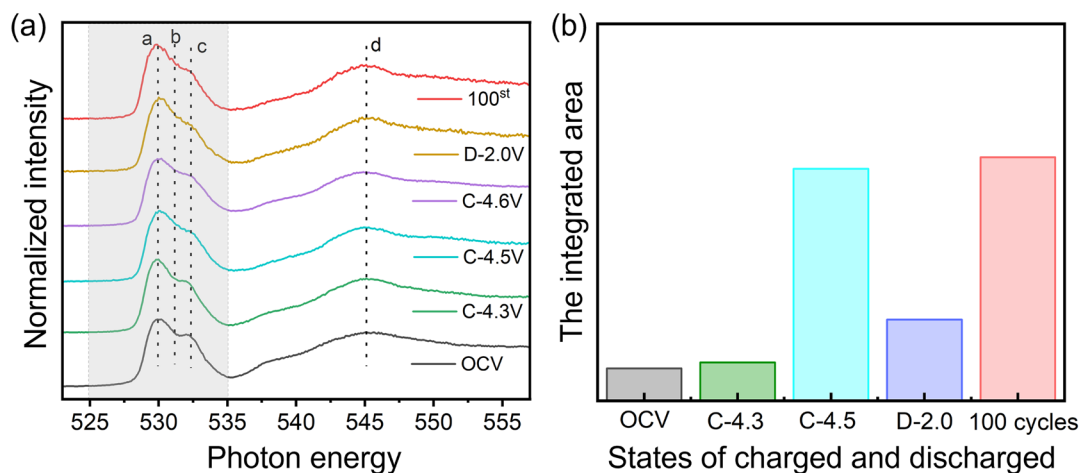 (a)
a
b
c
d
100st
D-2.0V
C-4.6V
C-4.5V
C-4.3V
OCV
Normalized intensity
525 530 535 540 545 550 555
Photon energy
(b)
The integrated area
OCV C-4.3 C-4.5 D-2.0 100 cycles
States of charged and discharged